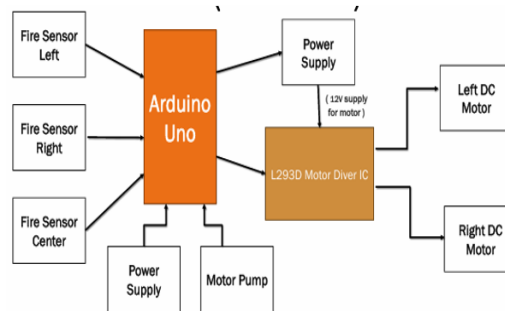 Fire Sensor
Left
Fire Sensor
Right
Fire Sensor
Center
Arduino
Uno
Power
Supply
Motor Pump
Power
Supply
( 12V supply
for motor )
L293D Motor Diver IC
Left DC
Motor
Right DC
Motor